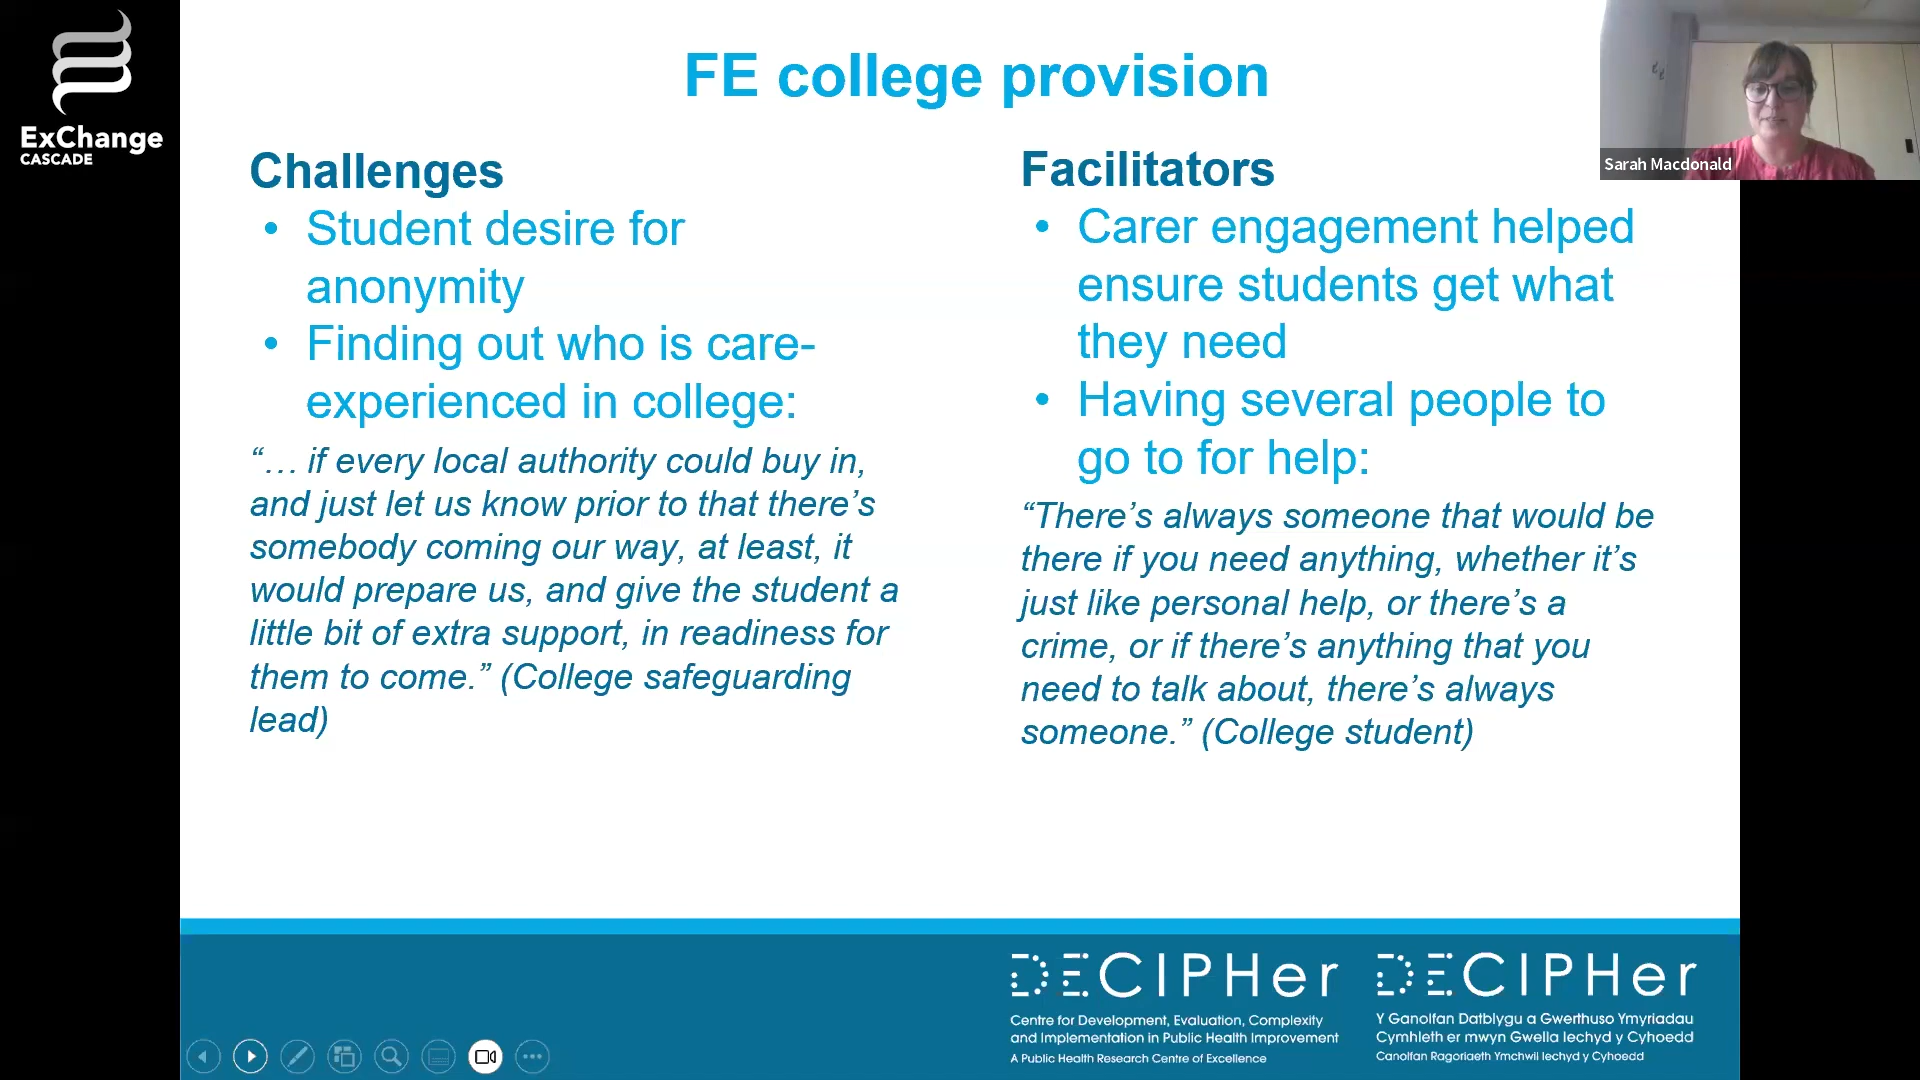 ExChange
CASCADE
FE college provision
Sarah Macdonald
Challenges
• Student desire for
anonymity
• Finding out who is care-
experienced in college:
“… if every local authority could buy in,
and just let us know prior to that there’s
somebody coming our way, at least, it
would prepare us, and give the student a
little bit of extra support, in readiness for
them to come.” (College safeguarding
lead)
Facilitators
• Carer engagement helped
ensure students get what
they need
• Having several people to
go to for help:
“There’s always someone that would be
there if you need anything, whether it’s
just like personal help, or there’s a
crime, or if there’s anything that you
need to talk about, there’s always
someone.” (College student)
DECIPHer
Centre for Development, Evaluation, Complexity
and Implementation in Public Health Improvement
A Public Health Research Centre of Excellence
DECIPHer
Y Ganolfan Datblygu a Gwerthuso Ymyriadau
Cymhleth er mwyn Gwella Iechyd y Cyhoedd
Canolfan Ragoriaeth Ymchwil Iechyd y Cyhoedd